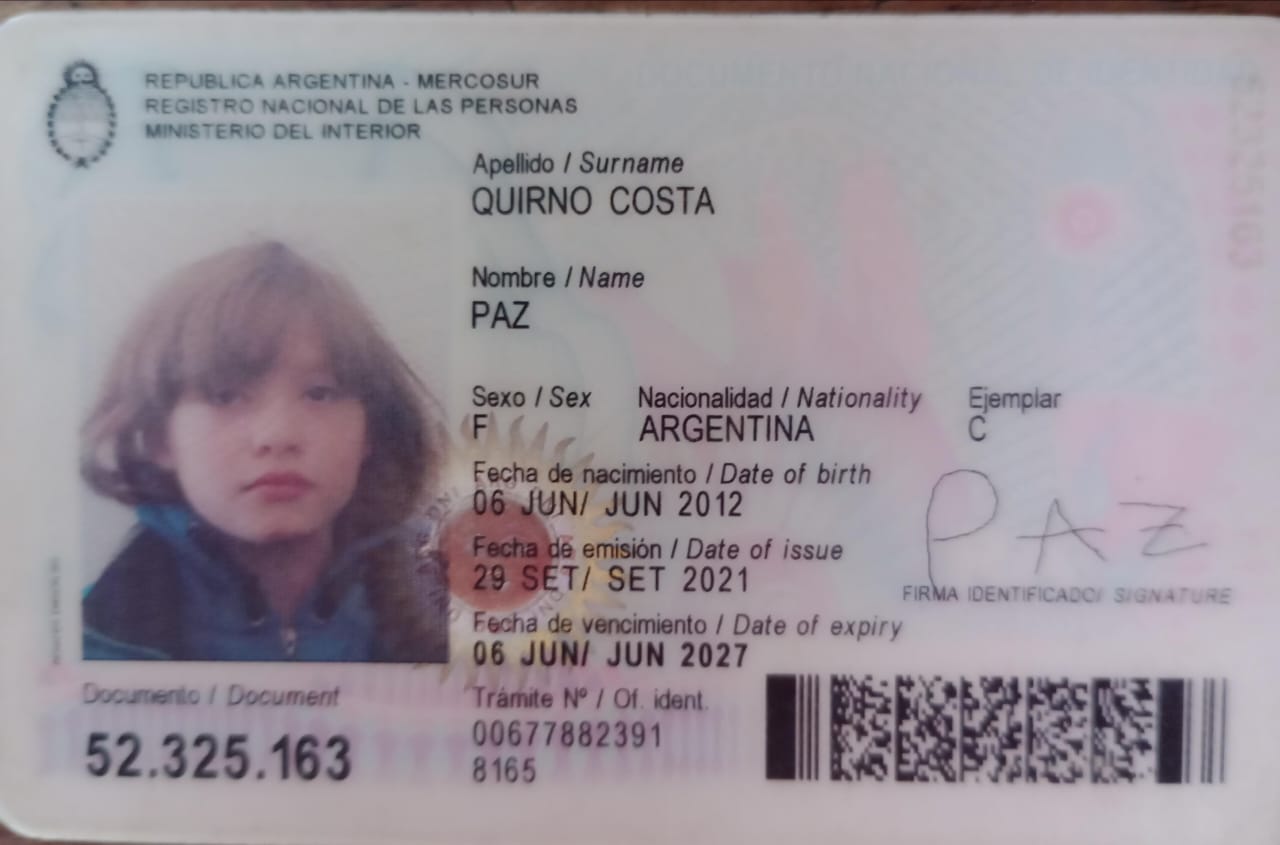 REPUBLICA ARGENTINA - MERCOSUR
REGISTRO NACIONAL DE LAS PERSONAS
MINISTERIO DEL INTERIOR
DOCUMENTO NACIONAL DE IDENTIDAD
Apellido / Surname
QUIRNO COSTA
Nombre / Name
PAZ
Sexo / Sex Nacionalidad / Nationality Ejemplar
F ARGENTINA C
Fecha de nacimiento / Date of birth
06 JUN/ JUN 2012
Fecha de emisión / Date of issue
29 SET/ SET 2021
PAZ
FIRMA IDENTIFICADO/ SIGNATURE
Fecha de vencimiento / Date of expiry
06 JUN/ JUN 2027
Documento / Document
52.325.163
Trámite Nº / Of. ident.
00677882391
8165
52325163